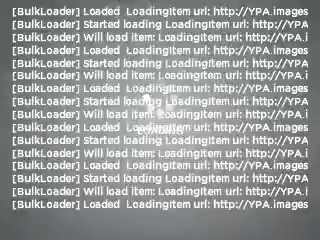 [BulkLoader] Loaded  LoadingItem url: http://YPA.images
[BulkLoader] Started loading LoadingItem url: http://YPA
[BulkLoader] Will load item: LoadingItem url: http://YPA.i
[BulkLoader] Loaded  LoadingItem url: http://YPA.images
[BulkLoader] Started loading LoadingItem url: http://YPA
[BulkLoader] Will load item: LoadingItem url: http://YPA.i
[BulkLoader] Loaded  LoadingItem url: http://YPA.images
[BulkLoader] Started loading LoadingItem url: http://YPA
[BulkLoader] Will load item: LoadingItem url: http://YPA.i
[BulkLoader] Loaded  LoadingItem url: http://YPA.images
LOADING
[BulkLoader] Started loading LoadingItem url: http://YPA
[BulkLoader] Will load item: LoadingItem url: http://YPA.i
[BulkLoader] Loaded  LoadingItem url: http://YPA.images
[BulkLoader] Started loading LoadingItem url: http://YPA
[BulkLoader] Will load item: LoadingItem url: http://YPA.i
[BulkLoader] Loaded  LoadingItem url: http://YPA.images